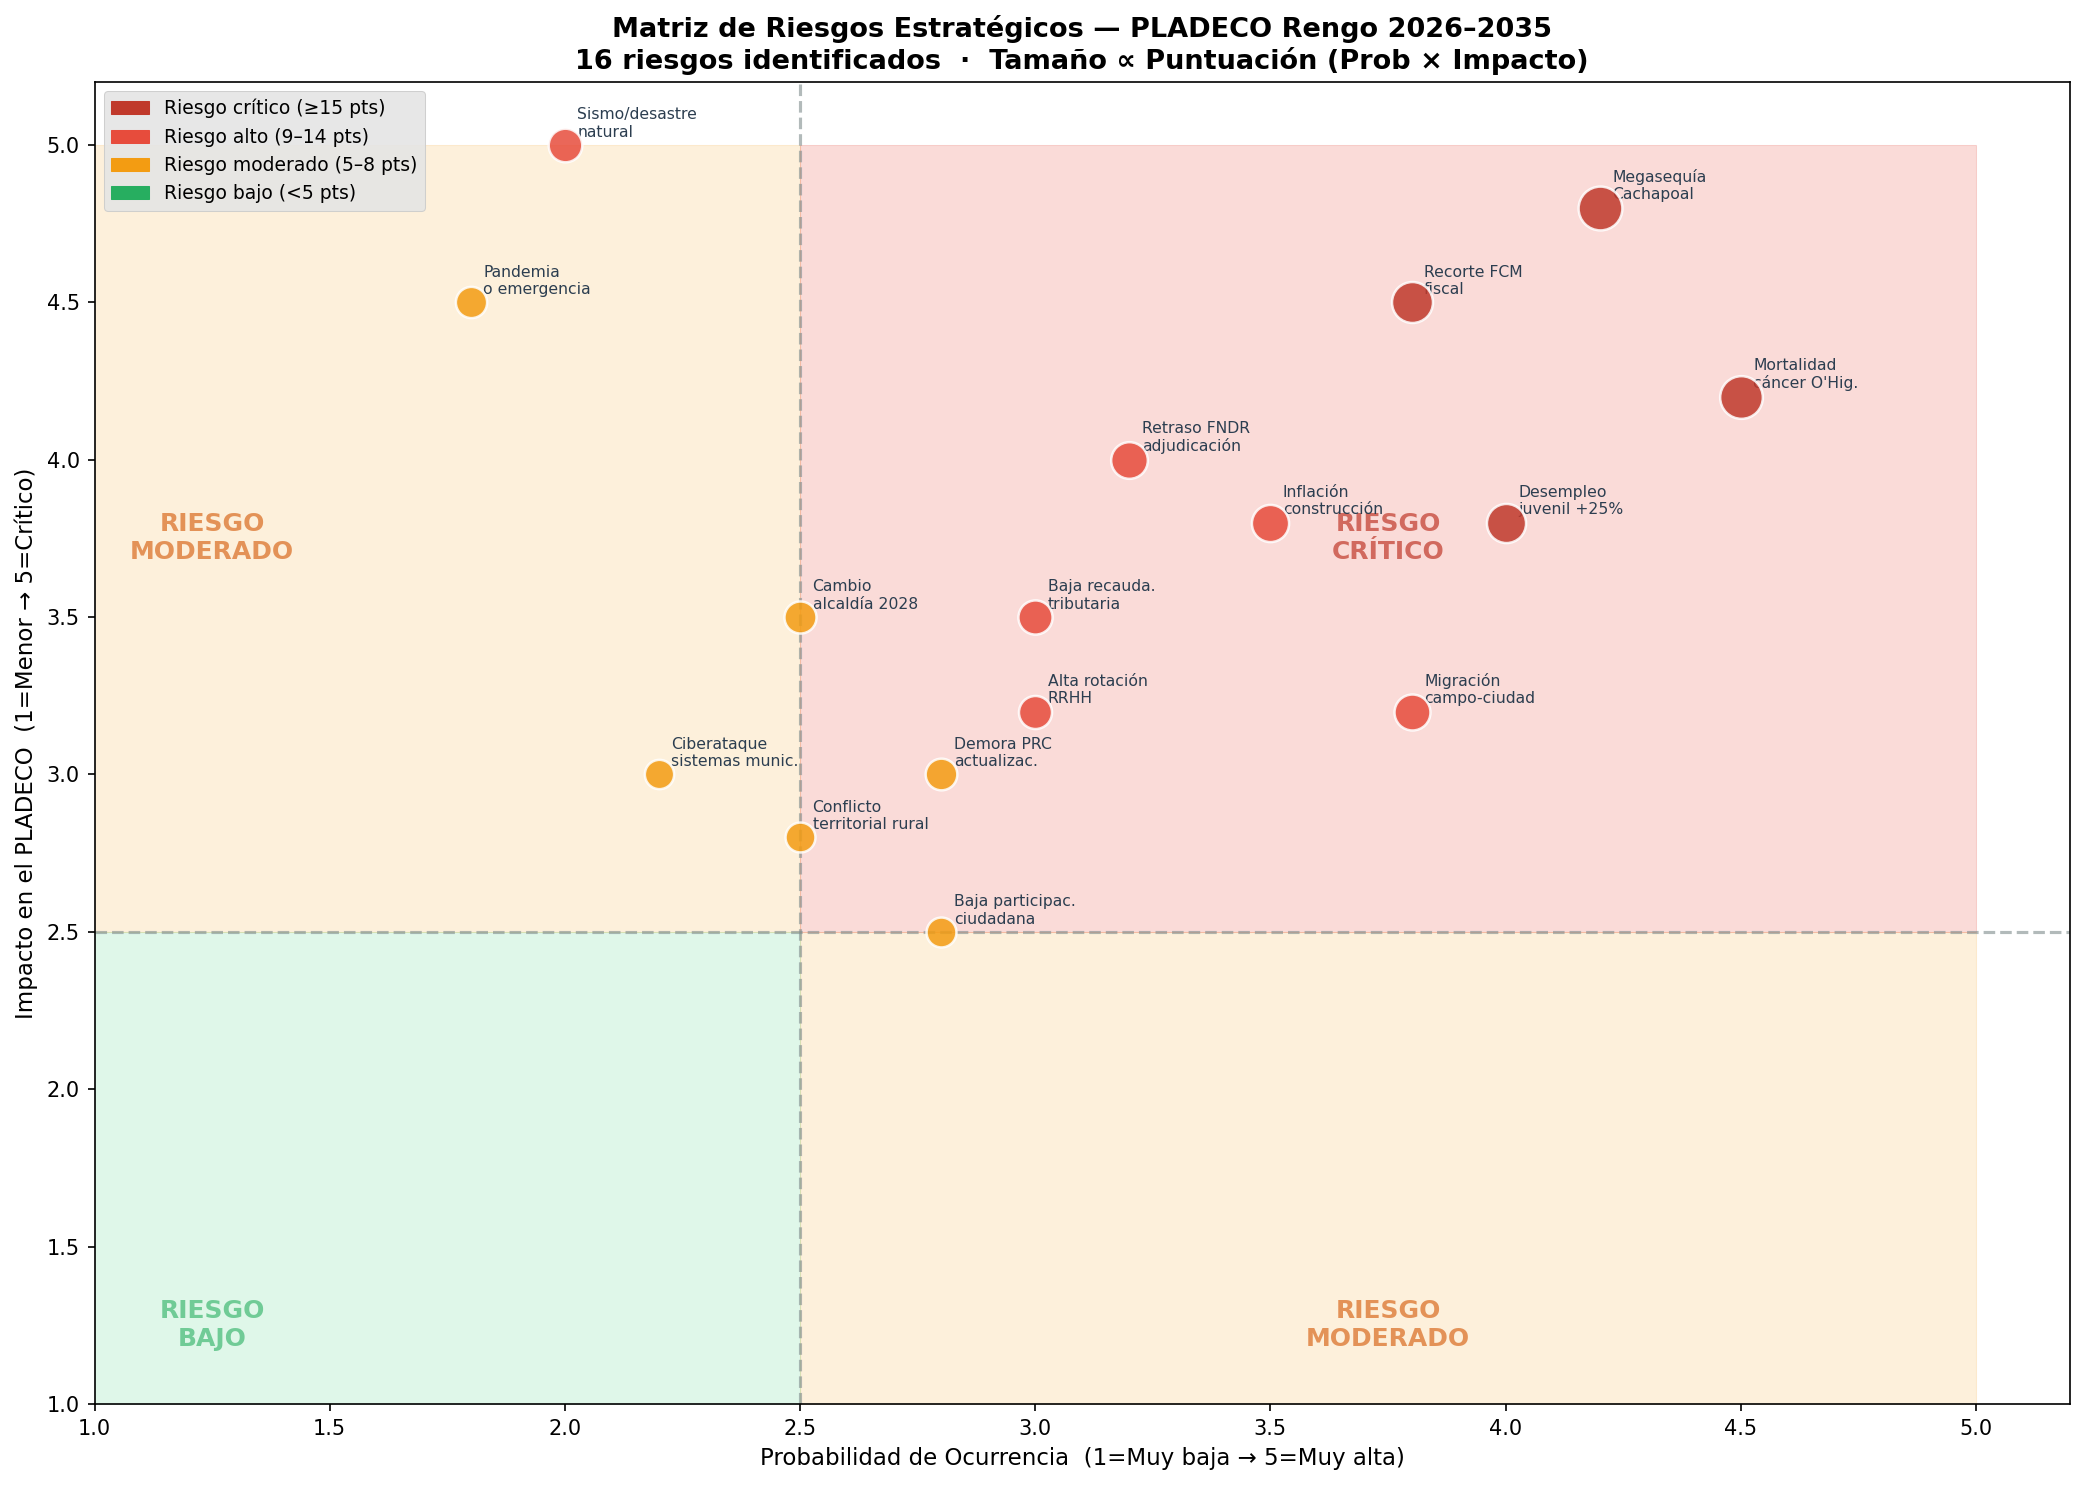 Matriz de Riesgos Estratégicos — PLADECO Rengo 2026–2035
16 riesgos identificados · Tamaño ∝ Puntuación (Prob × Impacto)
Riesgo crítico (≥15 pts)
Riesgo alto (9–14 pts)
Riesgo moderado (5–8 pts)
Riesgo bajo (<5 pts)
Sismo/desastre
natural
Megasequía
Cachapoal
Pandemia
o emergencia
Recorte FCM
fiscal
Mortalidad
cáncer O'Hig.
Retraso FNDR
adjudicación
Inflación
construcción
Desempleo
juvenil +25%
RIESGO
MODERADO
RIESGO
CRÍTICO
Cambio
alcaldía 2028
Baja recauda.
tributaria
Alta rotación
RRHH
Migración
campo-ciudad
Ciberataque
sistemas munic.
Demora PRC
actualizac.
Conflicto
territorial rural
Baja participac.
ciudadana
RIESGO
BAJO
RIESGO
MODERADO
Impacto en el PLADECO (1=Menor → 5=Crítico)
5.0
4.5
4.0
3.5
3.0
2.5
2.0
1.5
1.0
1.0 1.5 2.0 2.5 3.0 3.5 4.0 4.5 5.0
Probabilidad de Ocurrencia (1=Muy baja → 5=Muy alta)